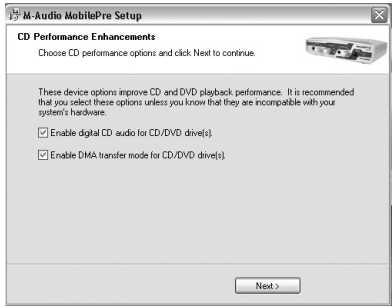 M-Audio MobilePre Setup
CD Performance Enhancements
Choose CD performance options and click Next to continue.
These device options improve CD and DVD playback performance. It is recommended
that you select these options unless you know that they are incompatible with your
system's hardware.
Enable digital CD audio for CD/DVD drive(s).
Enable DMA transfer mode for CD/DVD drive(s).
Next >